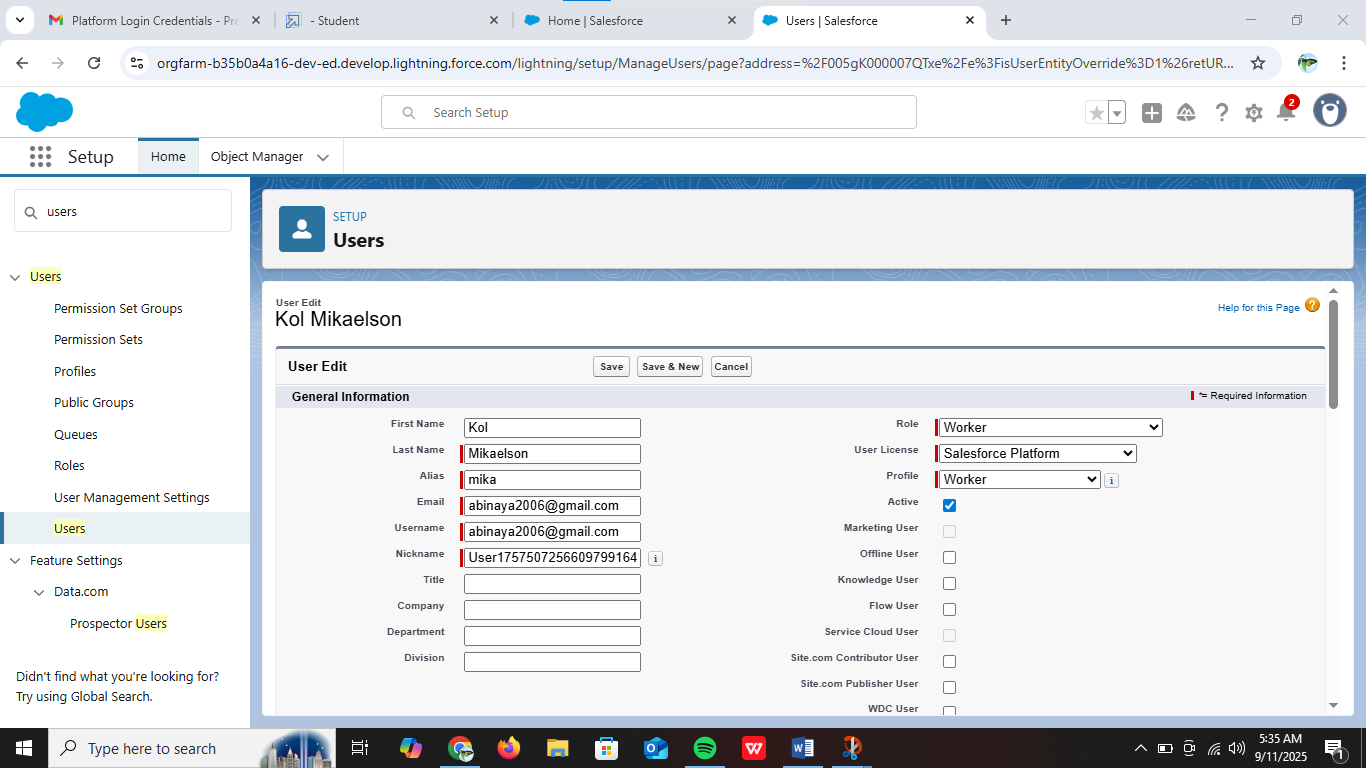 Platform Login Credentials - Pro
- Student
Home | Salesforce
Users | Salesforce
orgfarm-b35b0a4a16-dev-ed.develop.lightning.force.com/lightning/setup/ManageUsers/page?address=%2F005gK000007QTxe%2Fe%3FisUserEntityOverride%3D1%26retUR...
Search Setup
2
Setup
Home
Object Manager
users
Users
Permission Set Groups
Permission Sets
Profiles
Public Groups
Queues
Roles
User Management Settings
Users
Feature Settings
Data.com
Prospector Users
Didn't find what you're looking for?
Try using Global Search.
SETUP
Users
User Edit
Kol Mikaelson
Help for this Page ?
User Edit
Save
Save & New
Cancel
General Information
= Required Information
First Name Kol
Last Name Mikaelson
Alias mika
Email abinaya2006@gmail.com
Username abinaya2006@gmail.com
Nickname User1757507256609799164 i
Title
Company
Department
Division
Role Worker
User License Salesforce Platform
Profile Worker i
Active
Marketing User
Offline User
Knowledge User
Flow User
Service Cloud User
Site.com Contributor User
Site.com Publisher User
WDC User
Type here to search
5:35 AM
9/11/2025
1